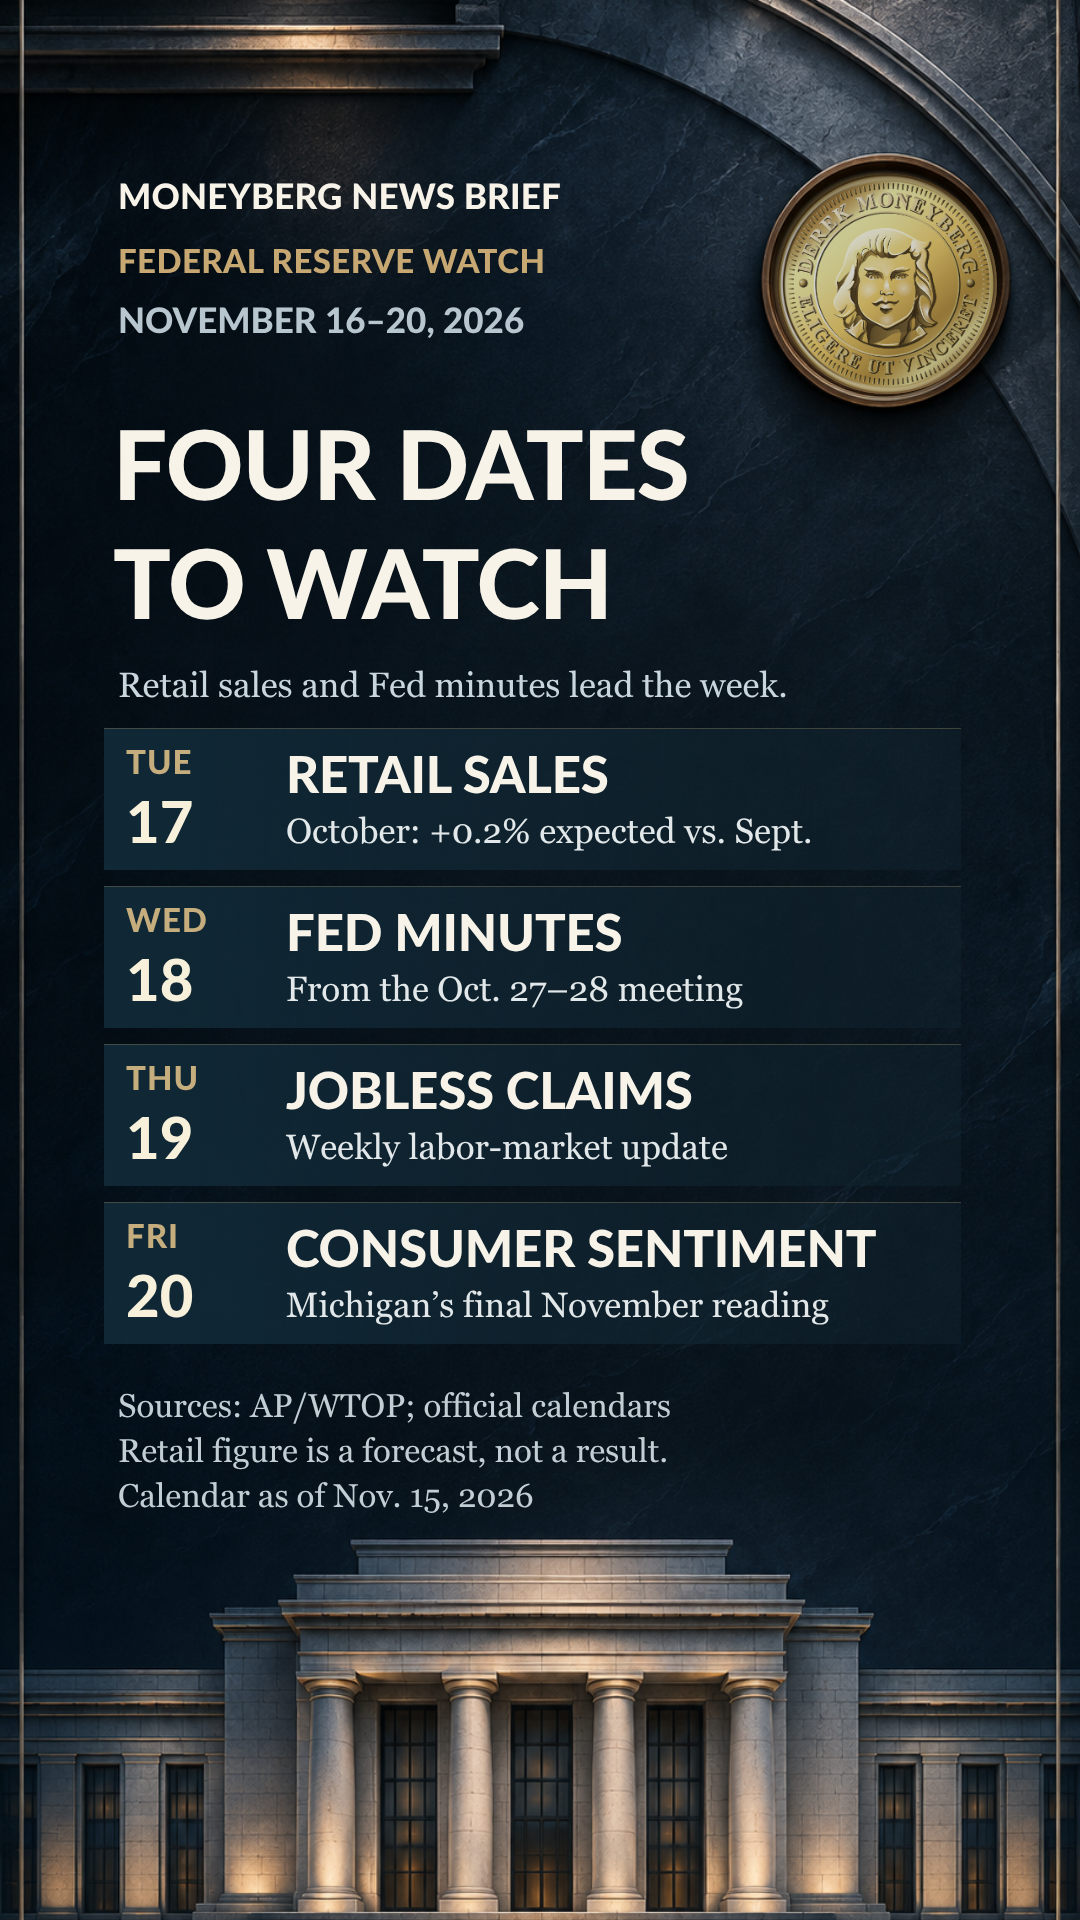 MONEYBERG NEWS BRIEF
FEDERAL RESERVE WATCH
NOVEMBER 16–20, 2026
DEREK MONEYBERG
ELIGERE UT VINCERET
FOUR DATES
TO WATCH
Retail sales and Fed minutes lead the week.
TUE
17
RETAIL SALES
October: +0.2% expected vs. Sept.
WED
18
FED MINUTES
From the Oct. 27–28 meeting
THU
19
JOBLESS CLAIMS
Weekly labor-market update
FRI
20
CONSUMER SENTIMENT
Michigan’s final November reading
Sources: AP/WTOP; official calendars
Retail figure is a forecast, not a result.
Calendar as of Nov. 15, 2026